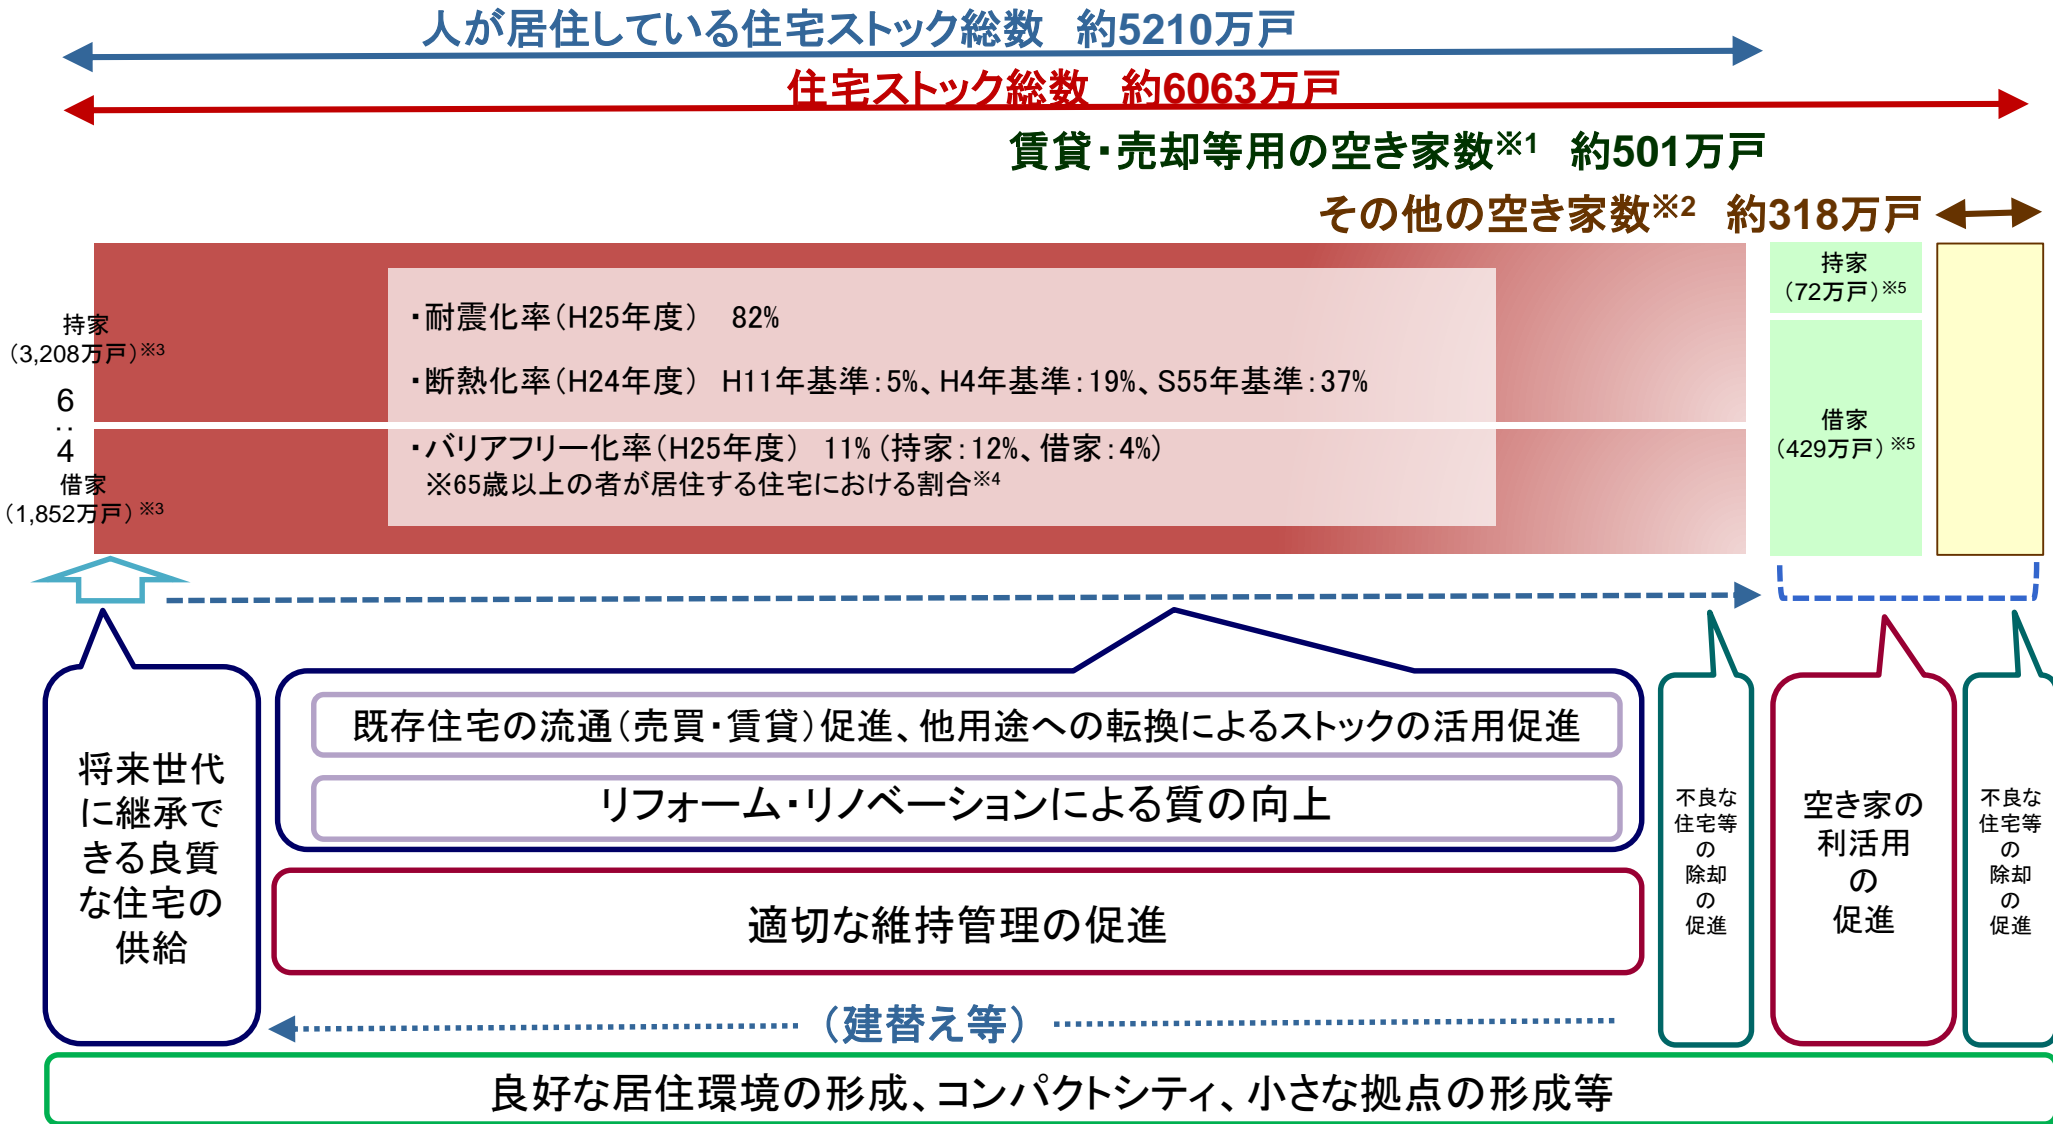 人が居住している住宅ストック総数　約5210万戸
住宅ストック総数　約6063万戸
賃貸・売却等用の空き家数※1　約501万戸
その他の空き家数※2　約318万戸
持家
（3,208万戸）※3
6
：
4
借家
（1,852万戸）※3
・耐震化率（H25年度）　82%
・断熱化率（H24年度）　H11年基準：5%、H4年基準：19%、S55年基準：37%
・バリアフリー化率（H25年度）　11%（持家：12%、借家：4%）
※65歳以上の者が居住する住宅における割合※4
持家
（72万戸）※5
借家
（429万戸）※5
将来世代
に継承で
きる良質
な住宅の
供給
既存住宅の流通（売買・賃貸）促進、他用途への転換によるストックの活用促進
リフォーム・リノベーションによる質の向上
適切な維持管理の促進
（建替え等）
不良な
住宅等
の
除却
の
促進
空き家の
利活用
の
促進
不良な
住宅等
の
除却
の
促進
良好な居住環境の形成、コンパクトシティ、小さな拠点の形成等